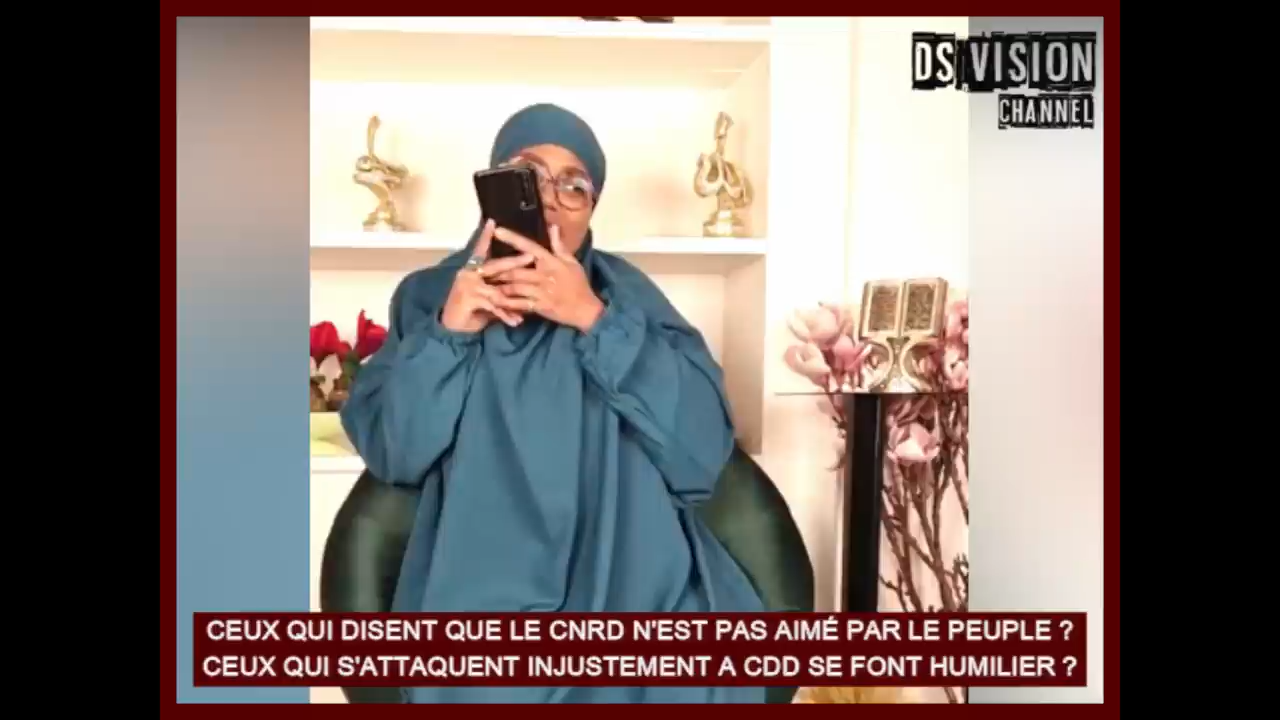 DS VISION
CHANNEL
CEUX QUI DISENT QUE LE CNRD N'EST PAS AIMÉ PAR LE PEUPLE ?
CEUX QUI S'ATTAQUENT INJUSTEMENT A CDD SE FONT HUMILIER ?